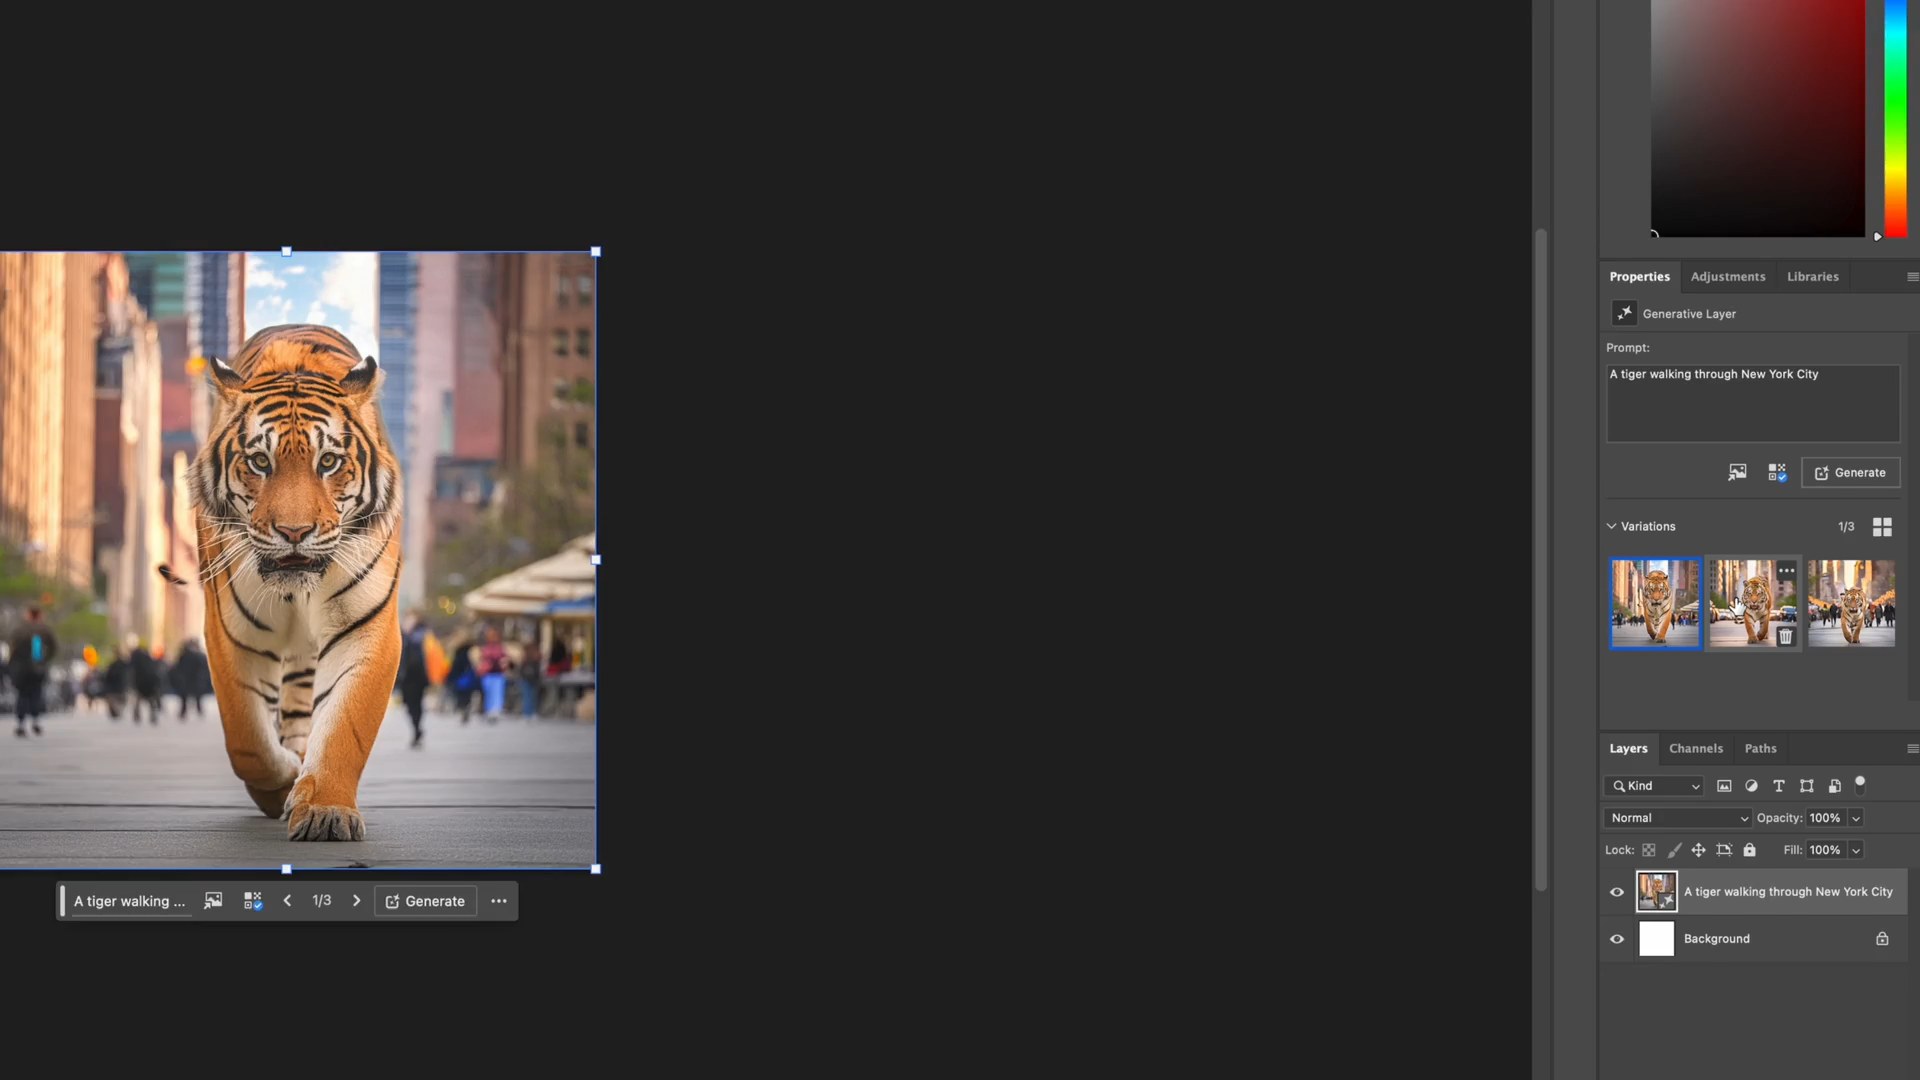 Properties
Adjustments
Libraries
Generative Layer
Prompt:
A tiger walking through New York City
Generate
Variations
1/3
Layers
Channels
Paths
Kind
Normal
Opacity: 100%
Lock:
Fill: 100%
A tiger walking through New York City
Background
A tiger walking ...
1/3
Generate